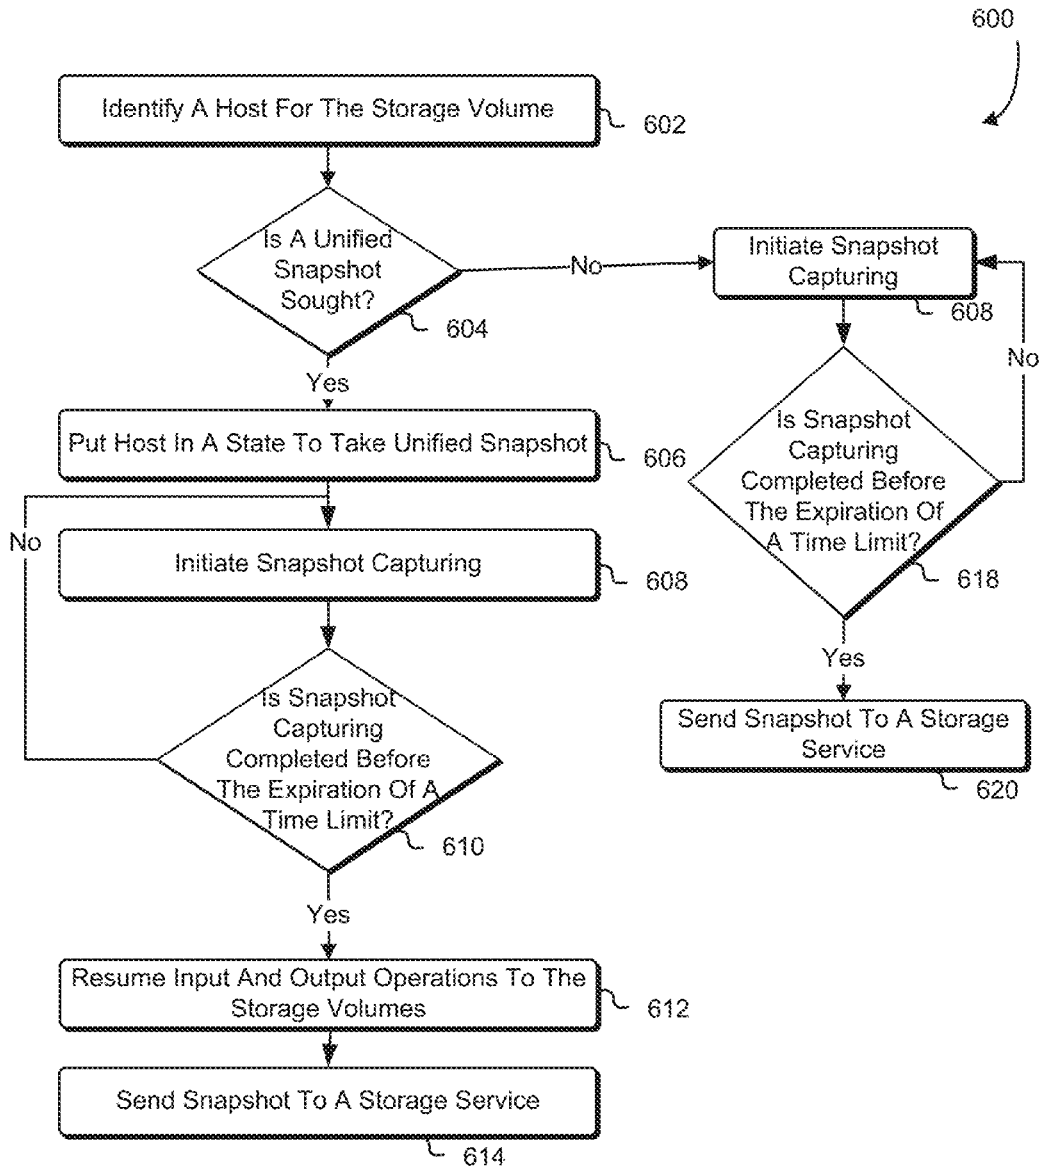 600
Identify A Host For The Storage Volume
602
Is A Unified
Snapshot
Sought?
604
No
Initiate Snapshot
Capturing
608
No
Yes
Put Host In A State To Take Unified Snapshot
606
Is Snapshot
Capturing
Completed Before
The Expiration Of
A Time Limit?
618
No
Initiate Snapshot Capturing
608
Yes
Is Snapshot
Capturing
Completed Before
The Expiration Of A
Time Limit?
610
Send Snapshot To A Storage
Service
620
Yes
Resume Input And Output Operations To The
Storage Volumes
612
Send Snapshot To A Storage Service
614